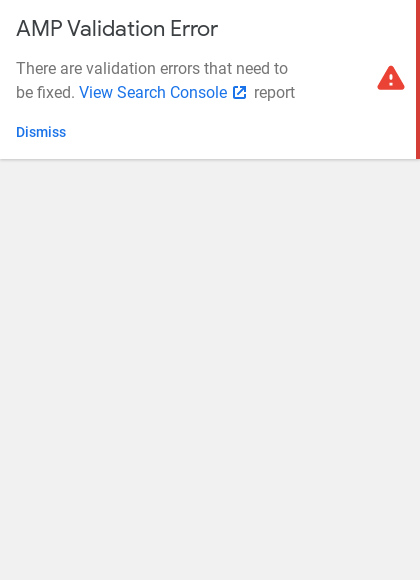 AMP Validation Error
There are validation errors that need to
be fixed. View Search Console report
Dismiss